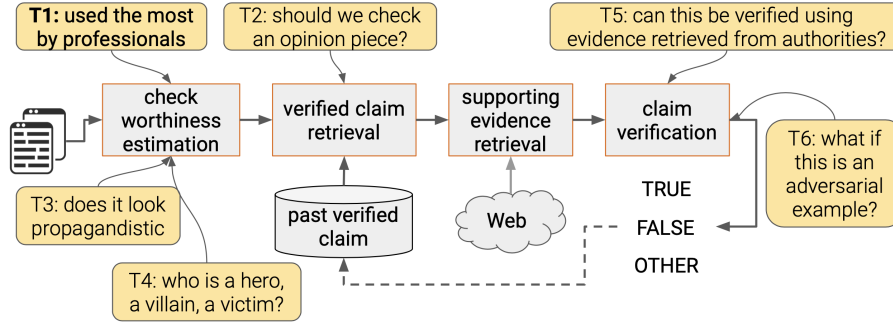 T1: used the most
by professionals
T2: should we check
an opinion piece?
T5: can this be verified using
evidence retrieved from authorities?
check
worthiness
estimation
verified claim
retrieval
supporting
evidence
retrieval
claim
verification
T6: what if
this is an
adversarial
example?
T3: does it look
propagandistic
past verified
claim
Web
TRUE
FALSE
OTHER
T4: who is a hero,
a villain, a victim?